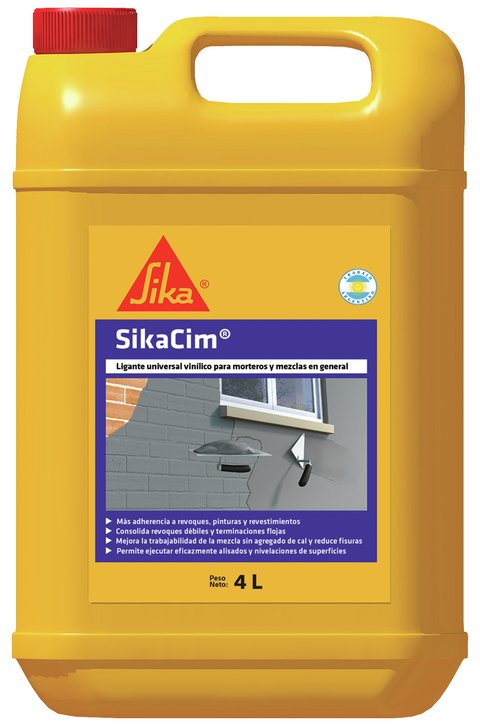 Sika®
TRABAJO
ARGENTINO
SikaCim®
Ligante universal vinílico para morteros y mezclas en general
Más adherencia a revoques, pinturas y revestimientos
Consolida revoques débiles y terminaciones flojas
Mejora la trabajabilidad de la mezcla sin agregado de cal y reduce fisuras
Permite ejecutar eficazmente alisados y nivelaciones de superficies
Peso
Neto: 4 L